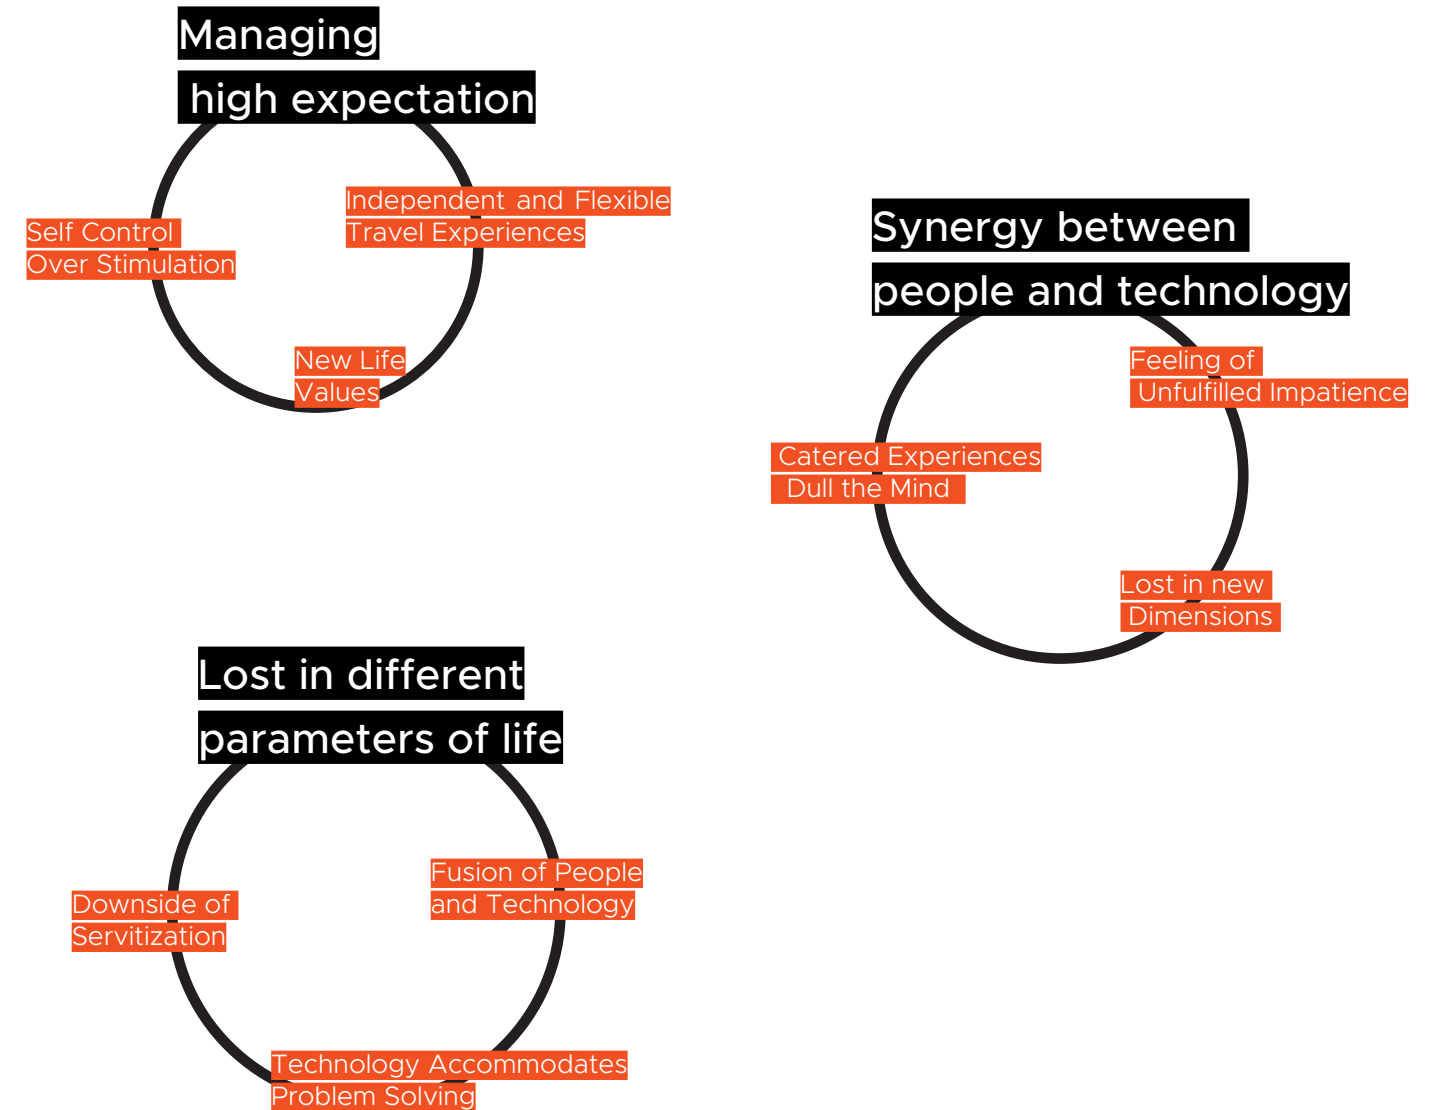 Managing
high expectation
Independent and Flexible
Travel Experiences
Self Control
Over Stimulation
New Life
Values
Synergy between
people and technology
Feeling of
Unfulfilled Impatience
Catered Experiences
Dull the Mind
Lost in new
Dimensions
Lost in different
parameters of life
Fusion of People
and Technology
Downside of
Servitization
Technology Accommodates
Problem Solving